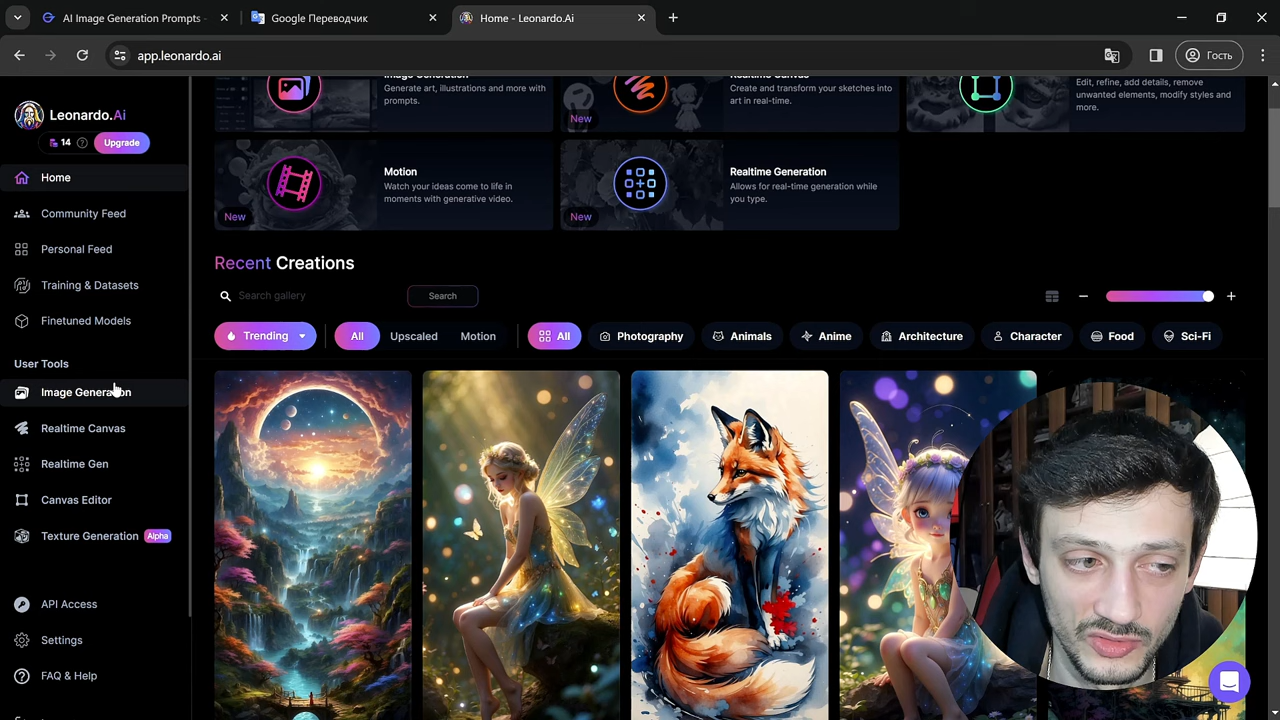 AI Image Generation Prompts -
Google Переводчик
Home - Leonardo.Ai
app.leonardo.ai
Гость
Leonardo.Ai
14
Upgrade
Home
Community Feed
Personal Feed
Training & Datasets
Finetuned Models
User Tools
Image Generation
Realtime Canvas
Realtime Gen
Canvas Editor
Texture Generation Alpha
API Access
Settings
FAQ & Help
Image Generation
Generate art, illustrations and more with
prompts.
Realtime Canvas
Create and transform your sketches into
art in real-time.
New
Edit, refine, add details, remove
unwanted elements, modify styles and
more.
Motion
Watch your ideas come to life in
moments with generative video.
New
Realtime Generation
Allows for real-time generation while
you type.
New
Recent Creations
Search gallery
Search
Trending
All
Upscaled
Motion
All
Photography
Animals
Anime
Architecture
Character
Food
Sci-Fi